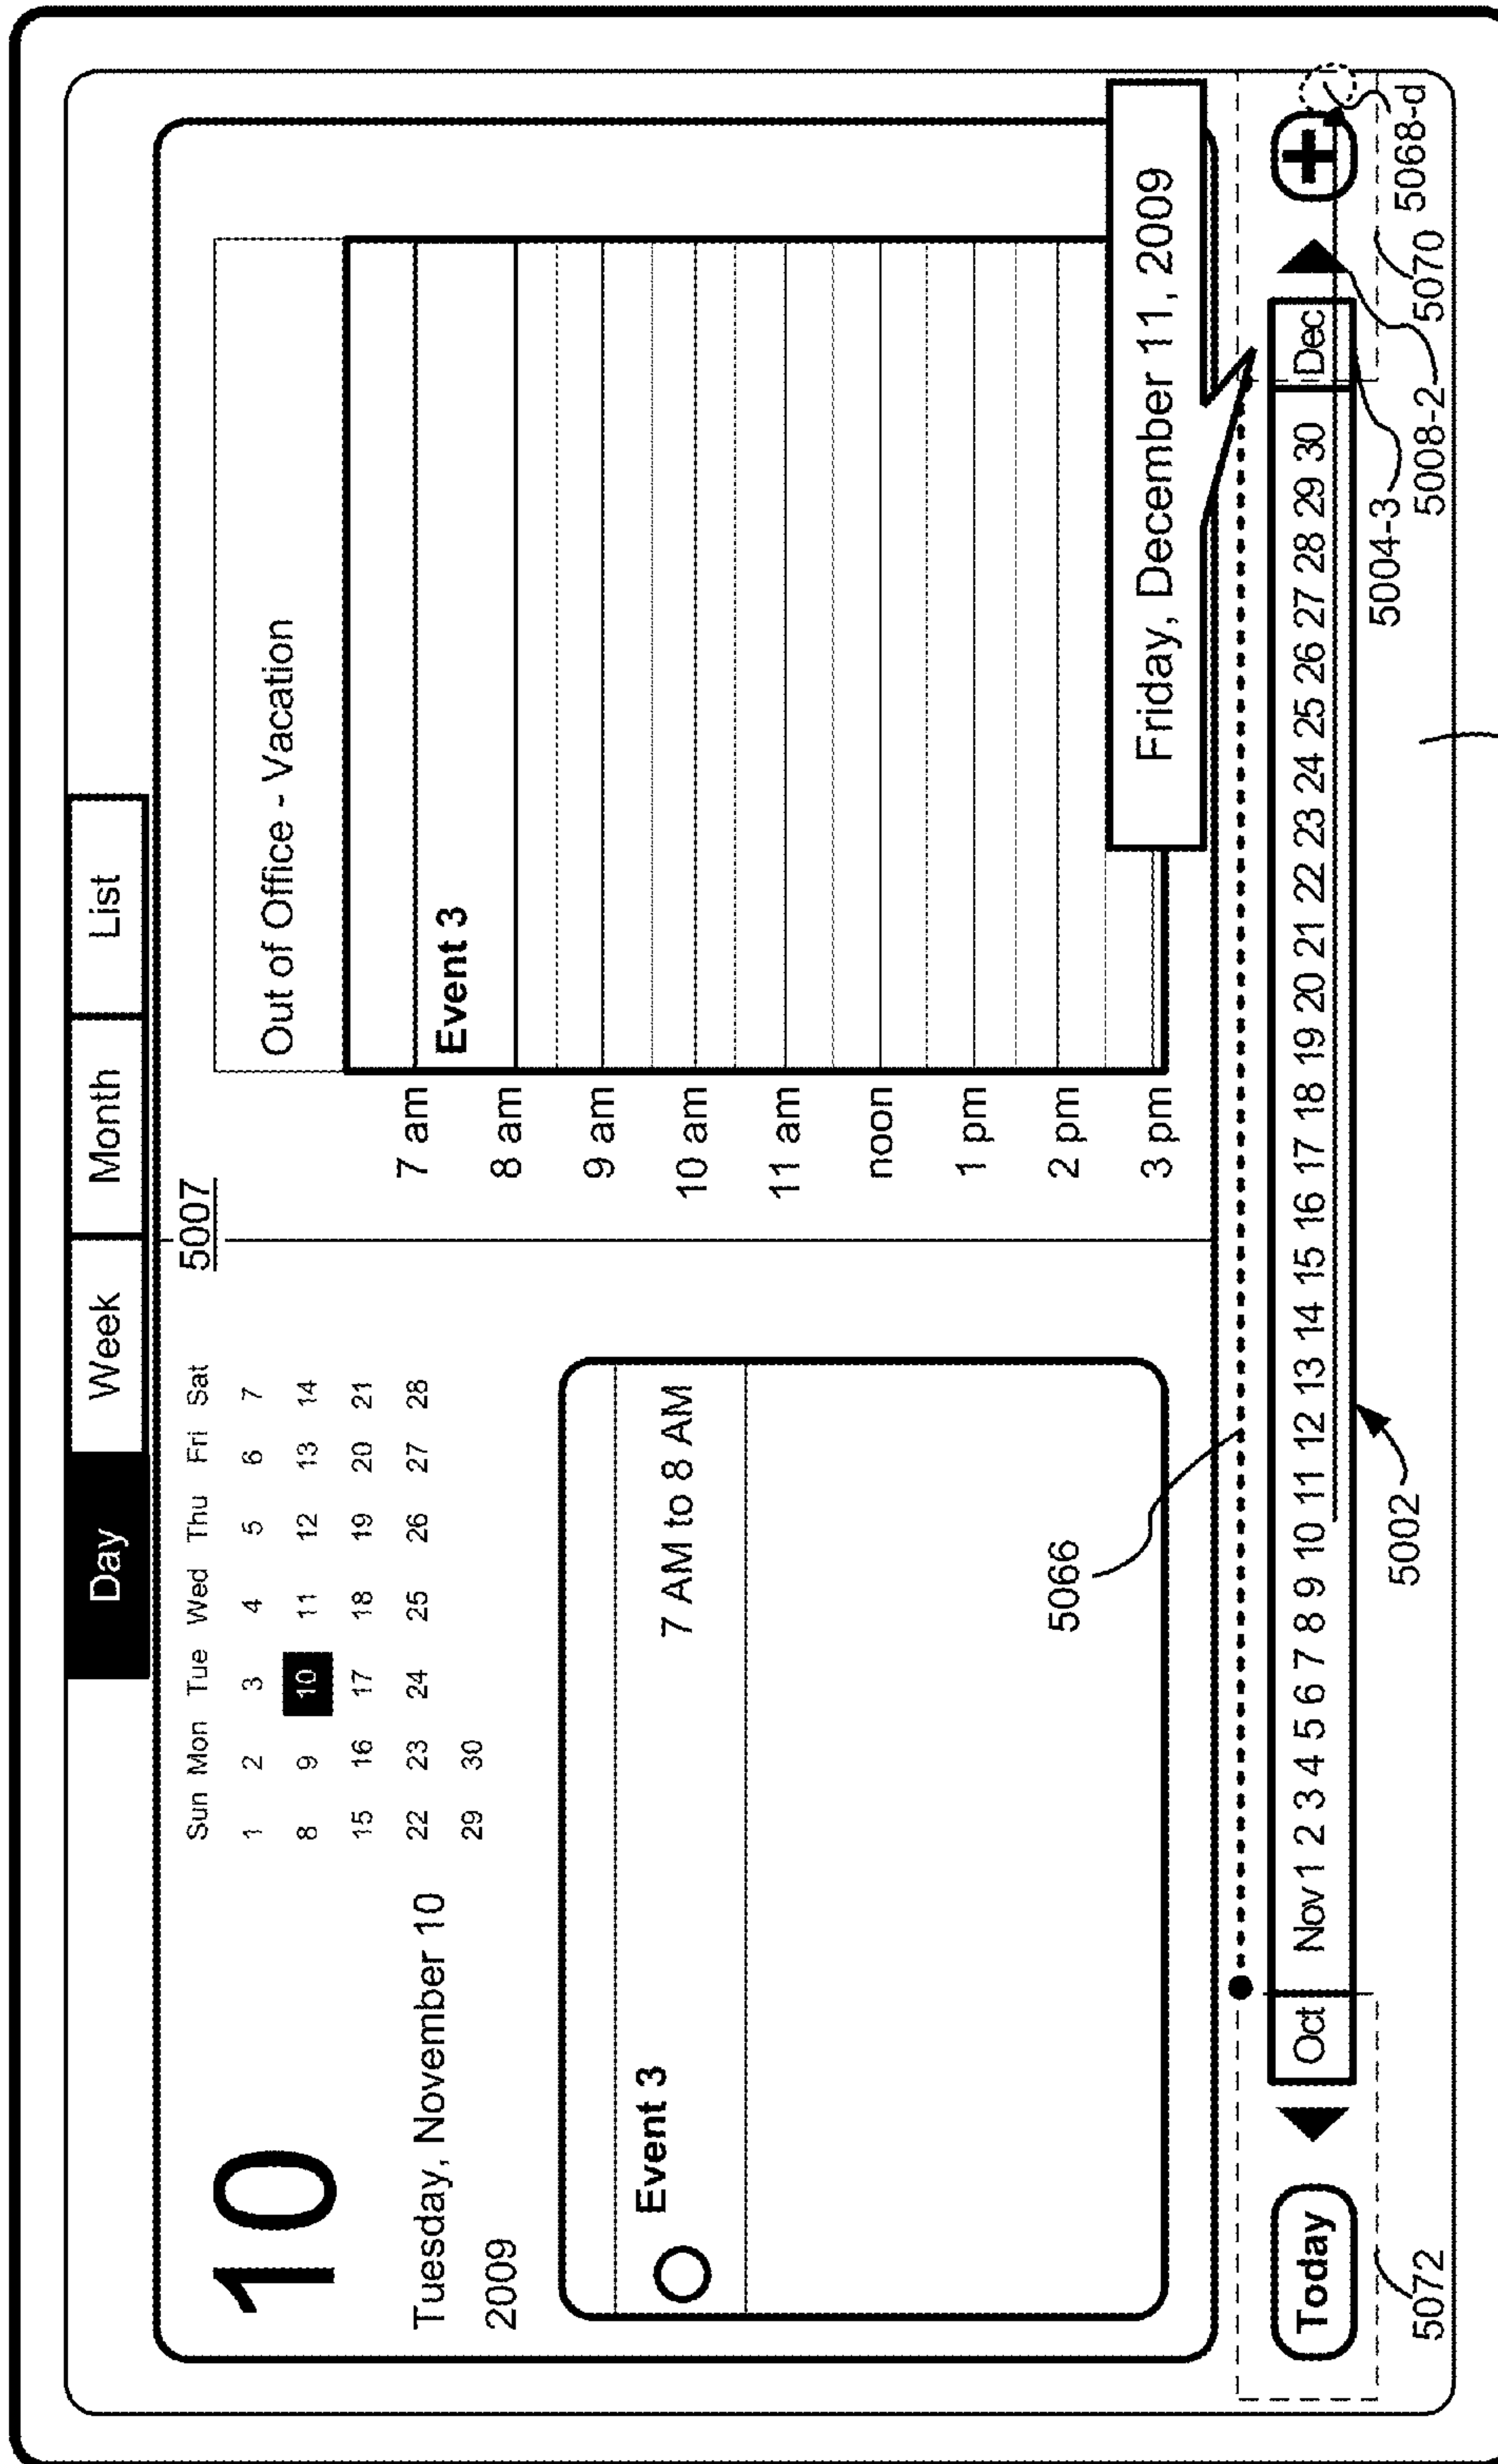 Day Week Month List
10
Tuesday, November 10
2009
Sun Mon Tue Wed Thu Fri Sat
1 2 3 4 5 6 7
8 9 10 11 12 13 14
15 16 17 18 19 20 21
22 23 24 25 26 27 28
29 30
5007
Out of Office - Vacation
Event 3
7 AM to 8 AM
7 am
Event 3
8 am
9 am
10 am
11 am
noon
1 pm
2 pm
3 pm
5066
Friday, December 11, 2009
Today
Oct Nov 1 2 3 4 5 6 7 8 9 10 11 12 13 14 15 16 17 18 19 20 21 22 23 24 25 26 27 28 29 30 Dec
+
5072
5002
5004-3
5008-2
5070
5068-d